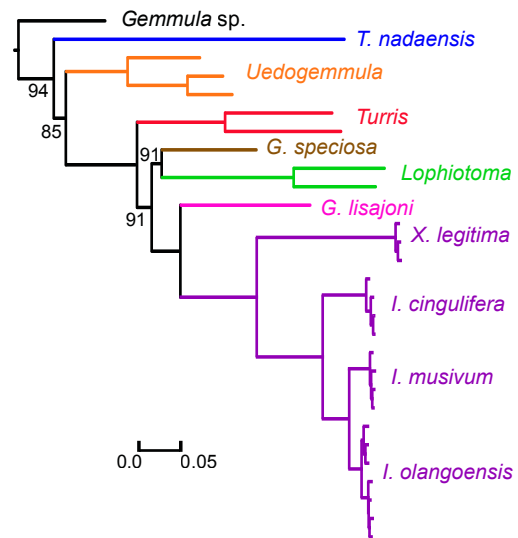 Gemmula sp.
T. nadaensis
Uedogemmula
94
85
Turris
91
G. speciosa
Lophiotoma
91
G. lisajoni
X. legitima
I. cingulifera
I. musivum
I. olangoensis
0.0 0.05